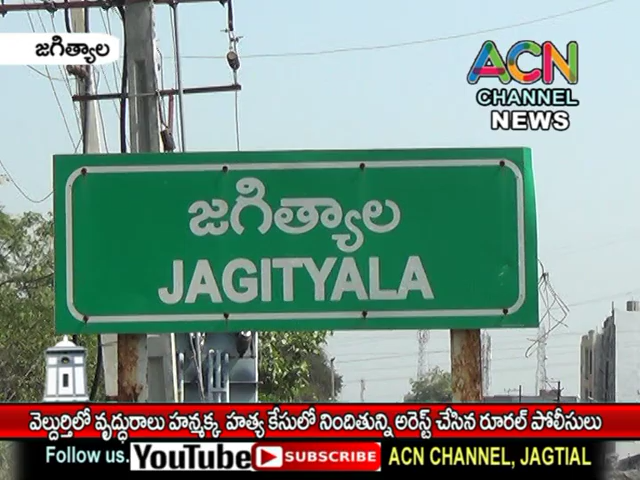 జగిత్యాల
ACN
CHANNEL
NEWS
జగిత్యాల
JAGITYALA
వెల్దుర్తిలో వృద్ధురాలు హన్మక్క హత్య కేసులో నిందితున్ని అరెస్ట్ చేసిన రూరల్ పోలీసులు
Follow us. YouTube SUBSCRIBE ACN CHANNEL, JAGTIAL